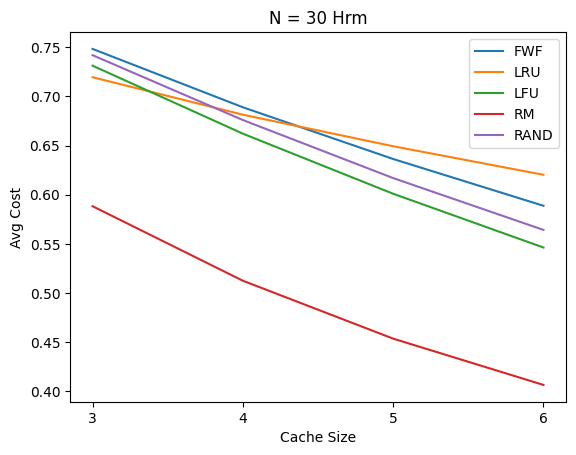 N = 30 Hrm
FWF
LRU
LFU
RM
RAND
Avg Cost
0.75
0.70
0.65
0.60
0.55
0.50
0.45
0.40
3 4 5 6
Cache Size